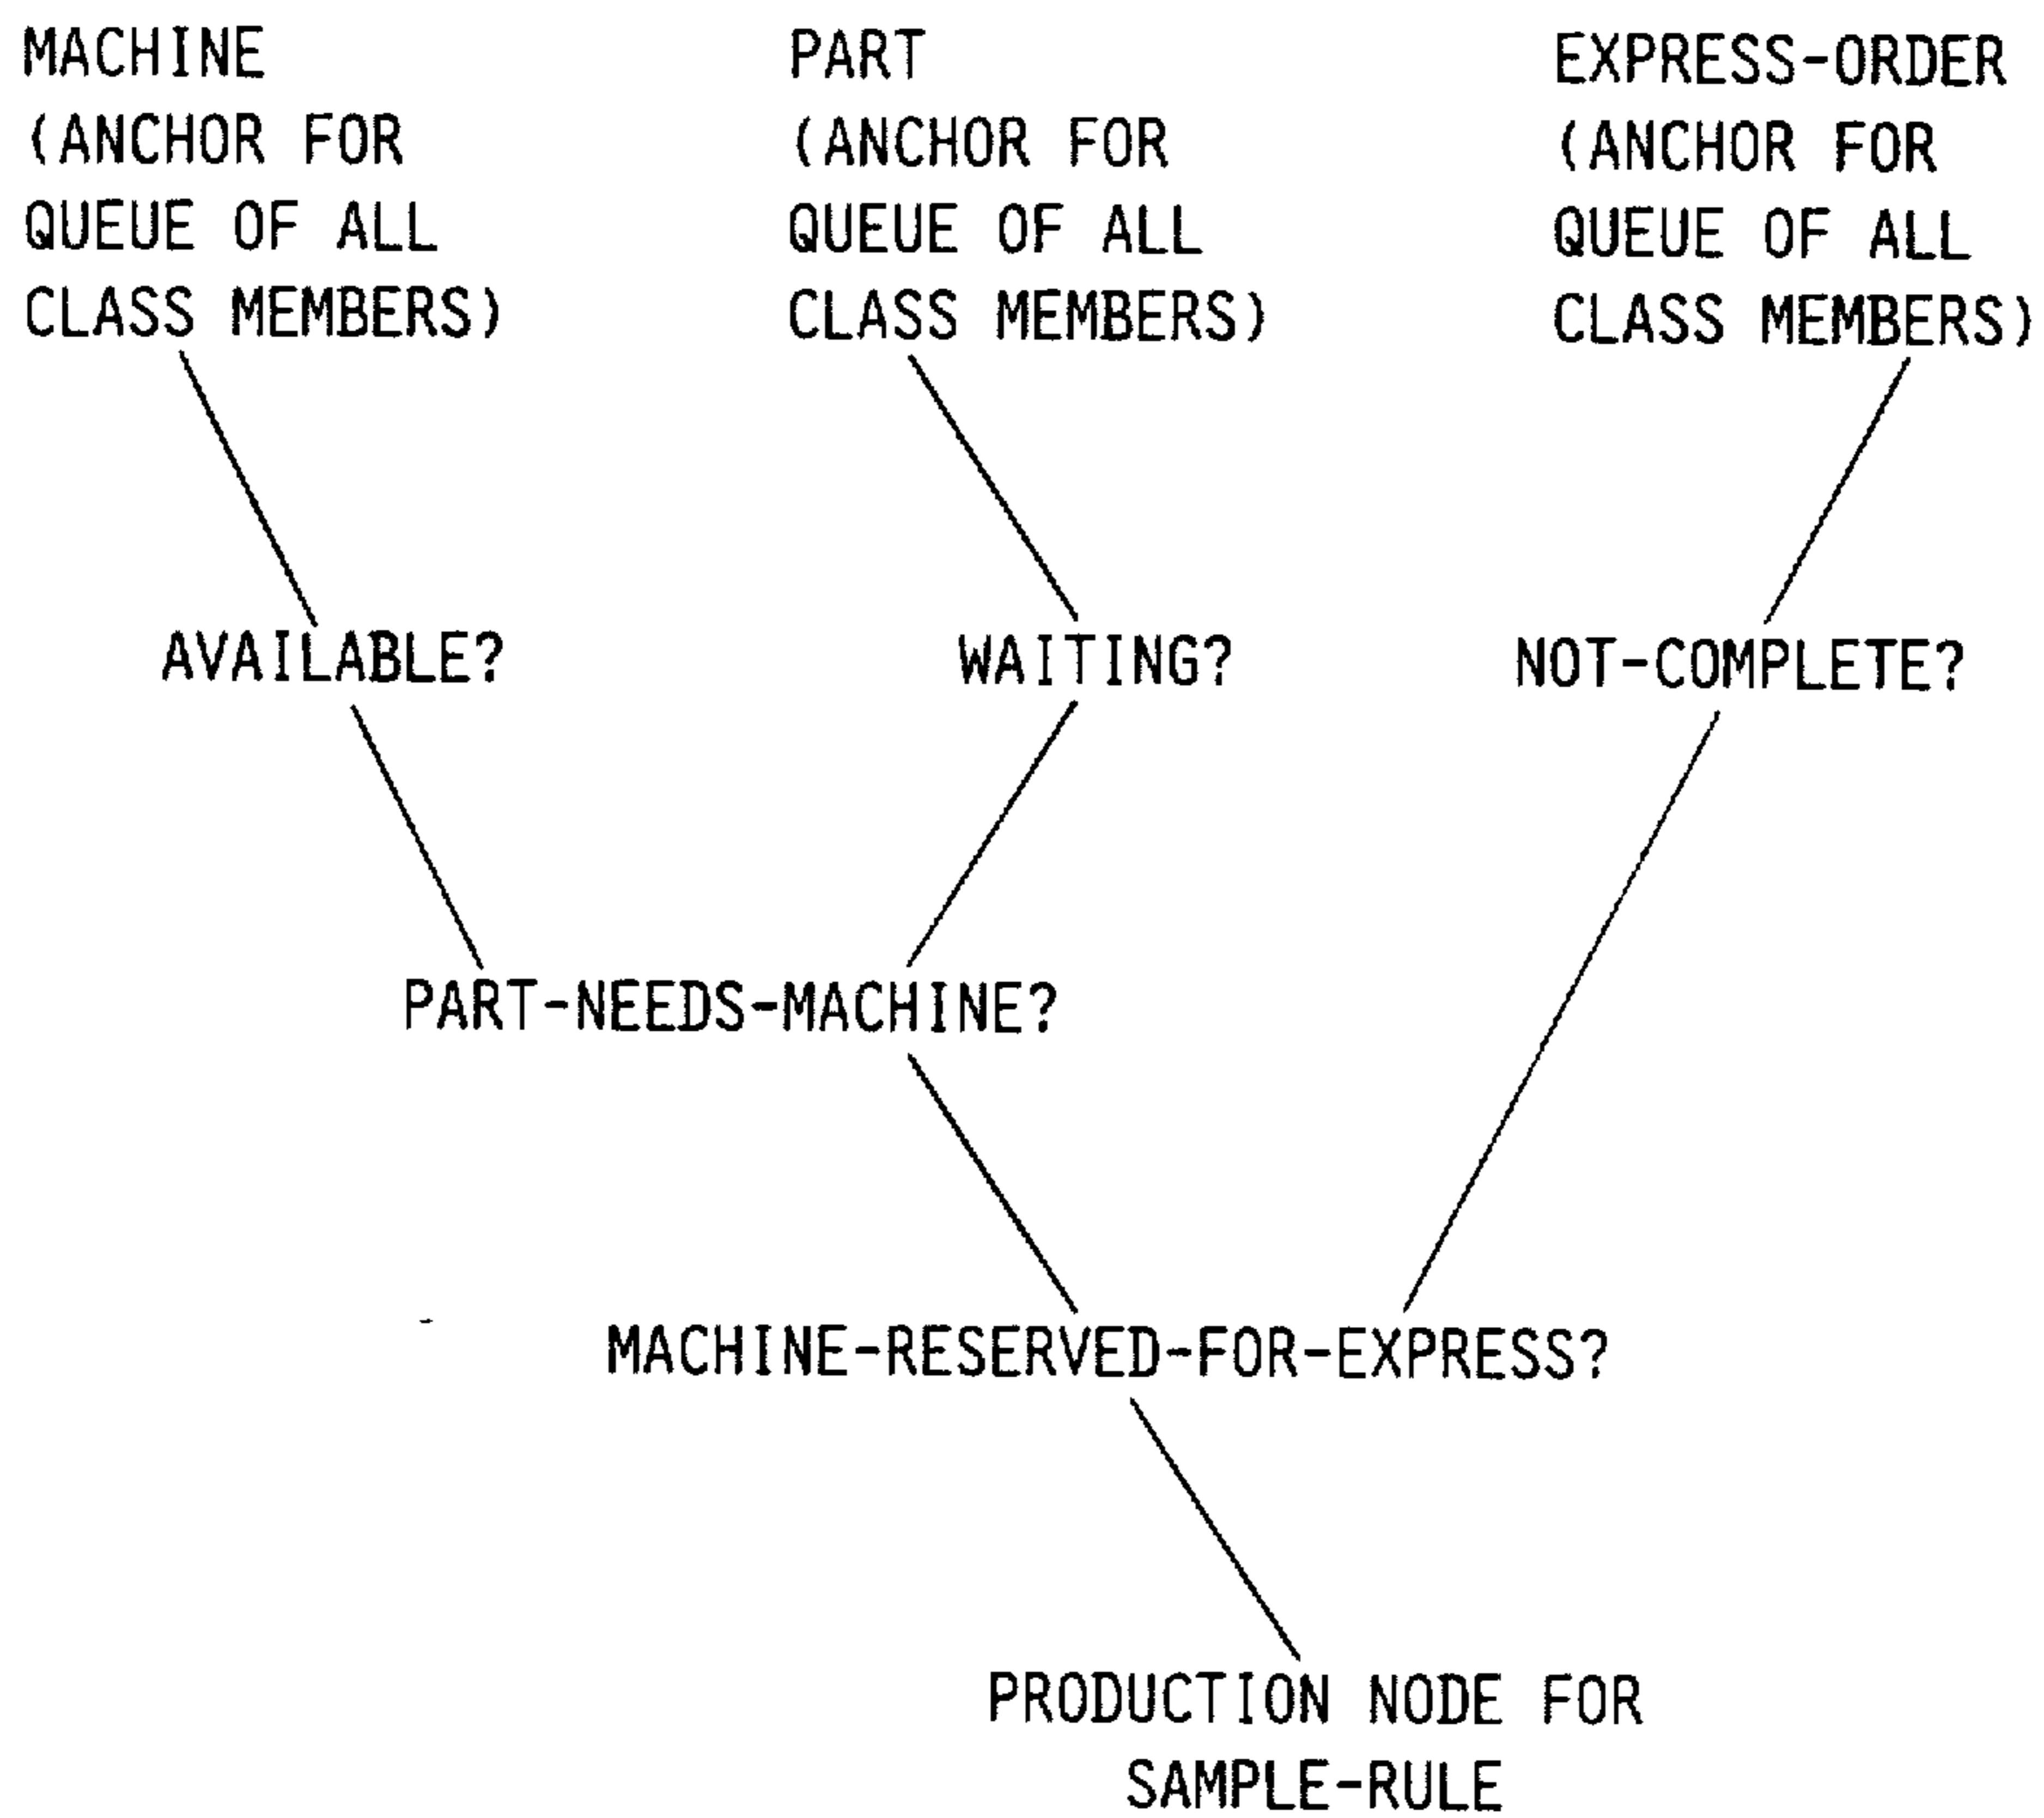 MACHINE
(ANCHOR FOR
QUEUE OF ALL
CLASS MEMBERS)
PART
(ANCHOR FOR
QUEUE OF ALL
CLASS MEMBERS)
EXPRESS-ORDER
(ANCHOR FOR
QUEUE OF ALL
CLASS MEMBERS)
AVAILABLE?
WAITING?
NOT-COMPLETE?
PART-NEEDS-MACHINE?
MACHINE-RESERVED-FOR-EXPRESS?
PRODUCTION NODE FOR
SAMPLE-RULE